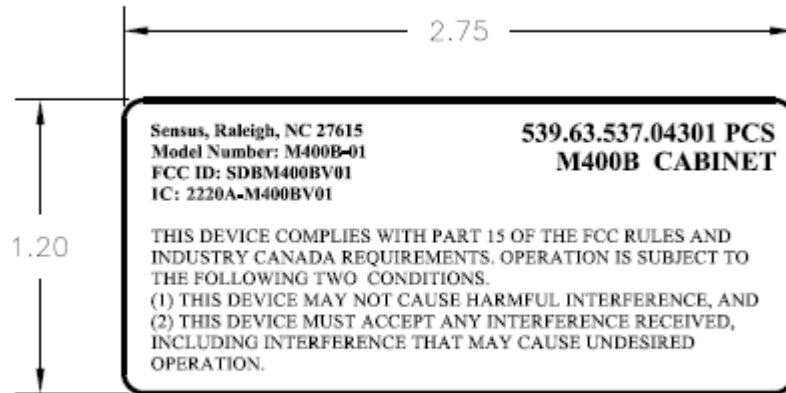 2.75
Sensus, Raleigh, NC 27615
Model Number: M400B-01
FCC ID: SDBM400BV01
IC: 2220A-M400BV01
539.63.537.04301 PCS
M400B CABINET
1.20
THIS DEVICE COMPLIES WITH PART 15 OF THE FCC RULES AND
INDUSTRY CANADA REQUIREMENTS. OPERATION IS SUBJECT TO
THE FOLLOWING TWO CONDITIONS.
(1) THIS DEVICE MAY NOT CAUSE HARMFUL INTERFERENCE, AND
(2) THIS DEVICE MUST ACCEPT ANY INTERFERENCE RECEIVED,
INCLUDING INTERFERENCE THAT MAY CAUSE UNDESIRED
OPERATION.